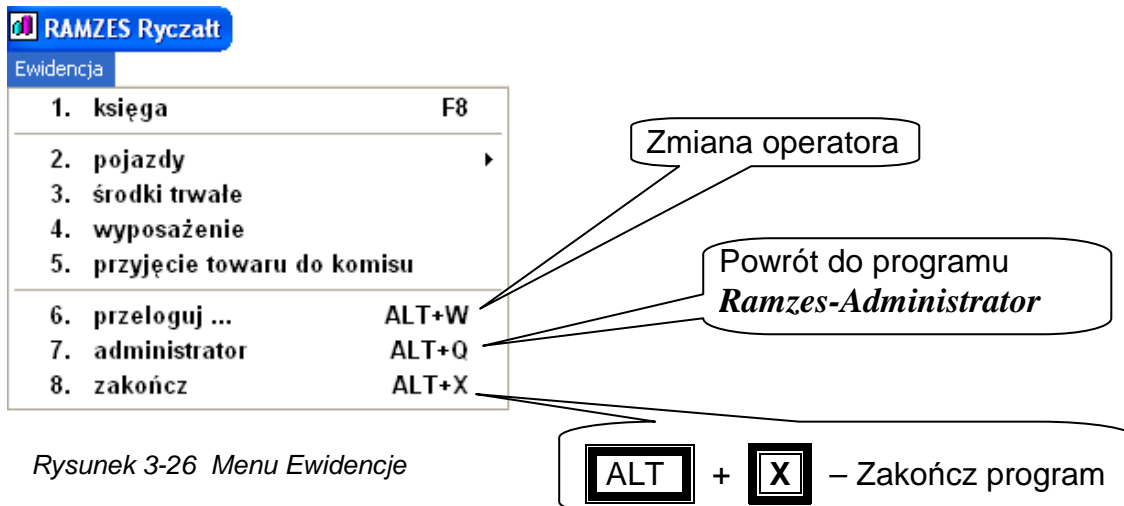 RAMZES Ryczałt
Ewidencja
1. księga F8
2. pojazdy
3. środki trwałe
4. wyposażenie
5. przyjęcie towaru do komisu
6. przeloguj ... ALT+W
7. administrator ALT+Q
8. zakończ ALT+X
Zmiana operatora
Powrót do programu
Ramzes-Administrator
ALT + X – Zakończ program
Rysunek 3-26 Menu Ewidencje